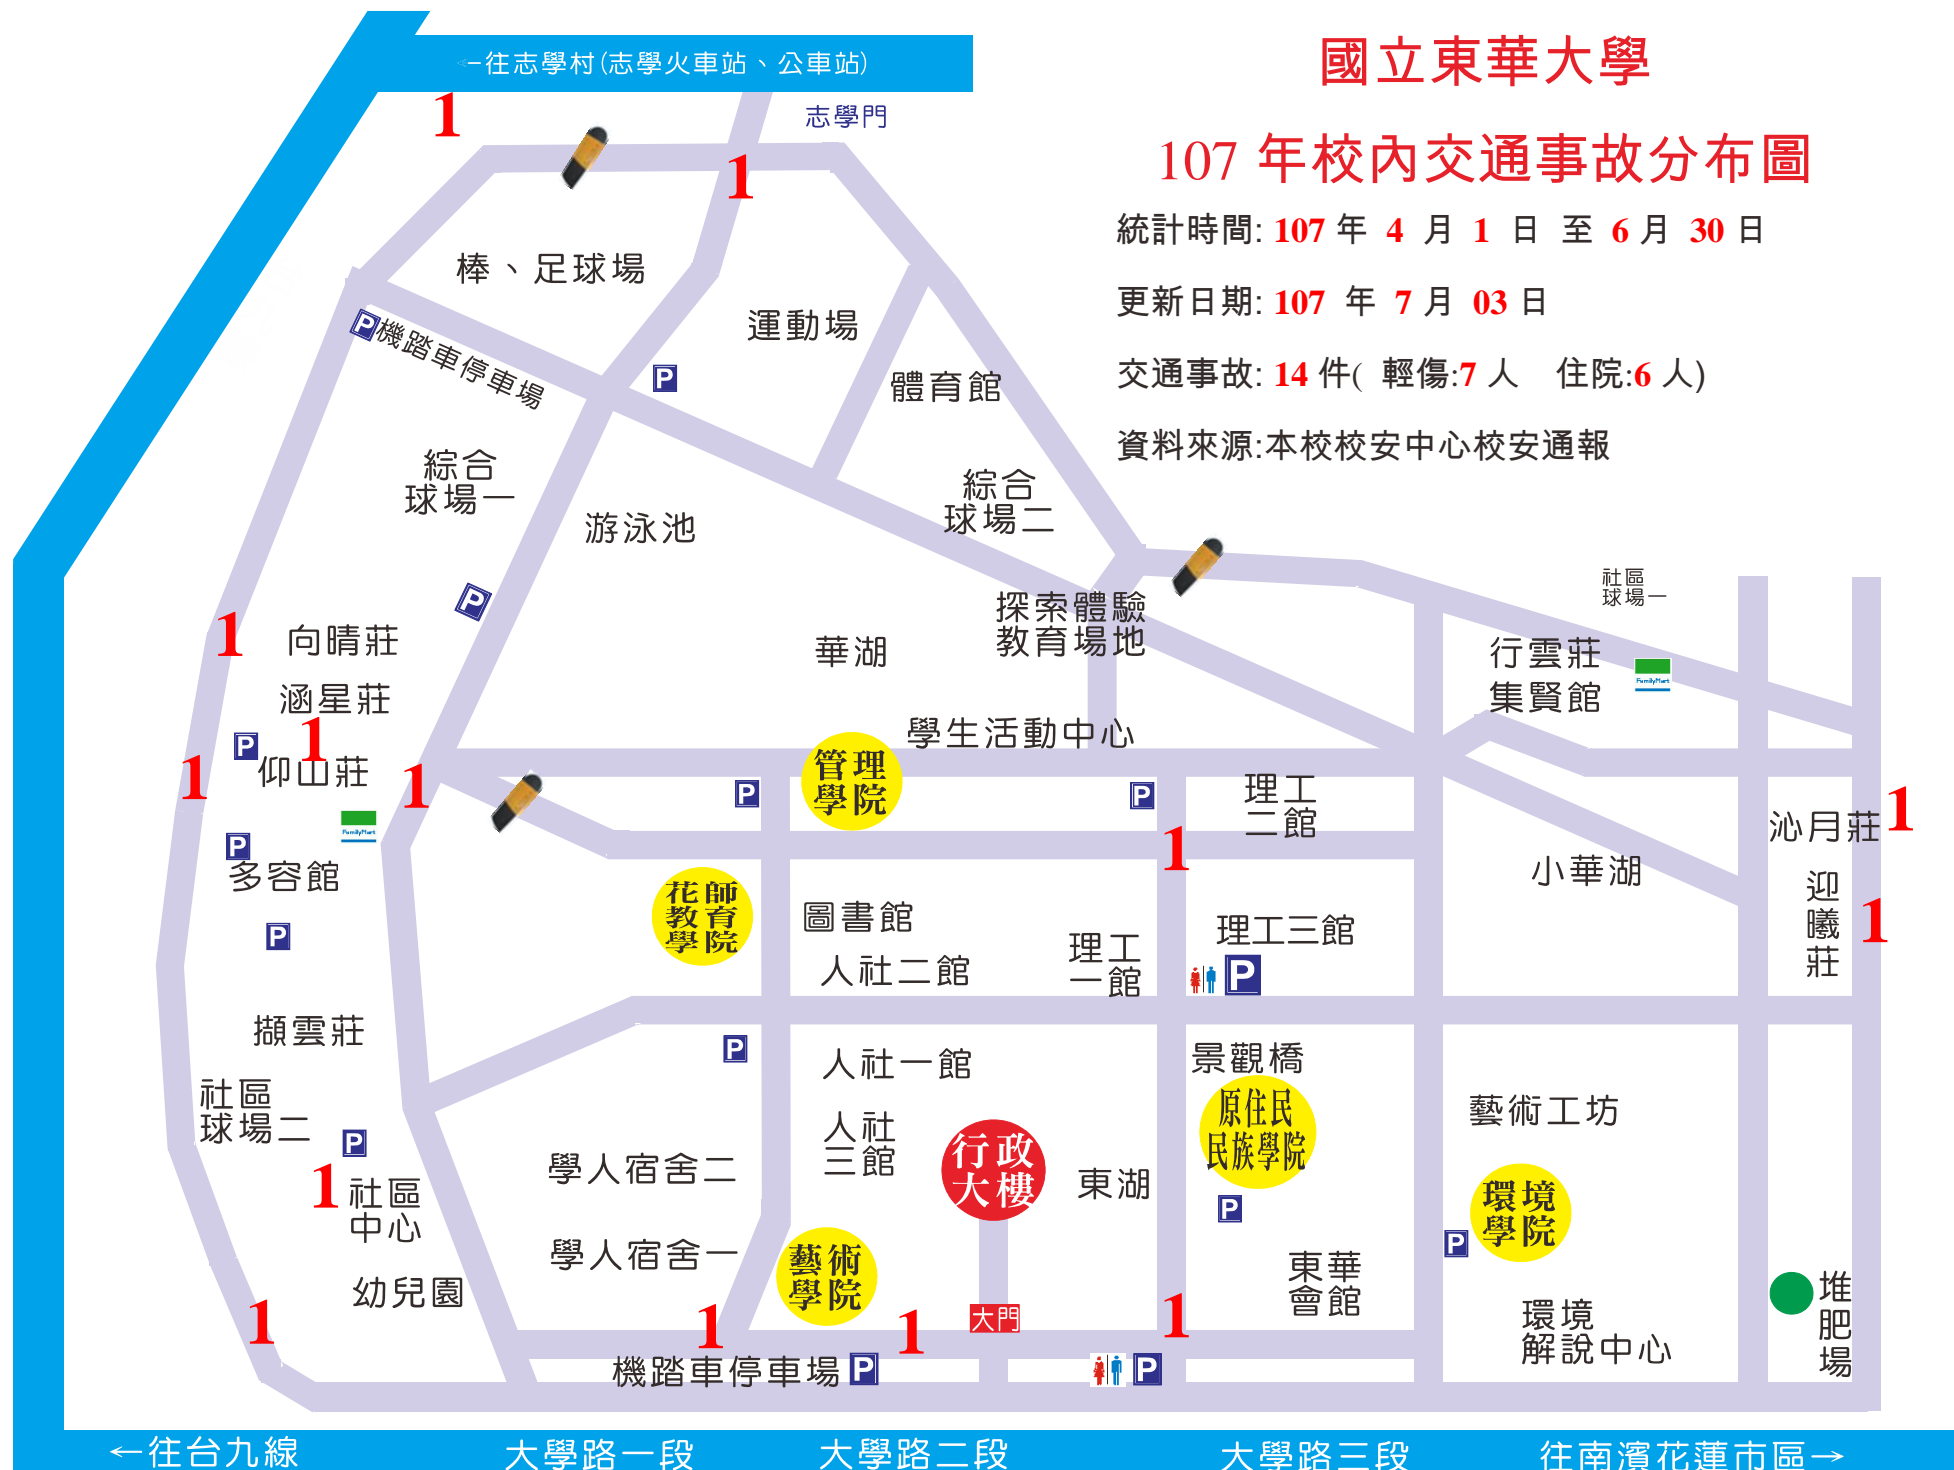 ←往志學村(志學火車站、公車站)
國立東華大學
1
志學門
107 年校內交通事故分布圖
1
統計時間: 107 年 4 月 1 日 至 6 月 30 日
棒、足球場
更新日期: 107 年 7 月 03 日
P機踏車停車場
運動場
P
體育館
交通事故: 14 件( 輕傷:7 人 住院:6 人)
資料來源:本校校安中心校安通報
綜合
球場一
游泳池
綜合
球場二
P
社區
球場一
探索體驗
教育場地
1
向晴莊
華湖
行雲莊
集賢館
FamilyMart
涵星莊
1
P
仰山莊
1
1
學生活動中心
管理
學院
P
P
理工
二館
沁月莊
1
FamilyMart
P
多容館
1
小華湖
花師
教育
學院
圖書館
理工三館
迎
曦
莊
1
P
人社二館
理工
一館
P
擷雲莊
P
人社一館
景觀橋
社區
球場二
P
人社
三館
行政
大樓
東湖
原住民
民族學院
藝術工坊
1
社區
中心
學人宿舍二
P
環境
學院
P
學人宿舍一
藝術
學院
東華
會館
幼兒園
堆
肥
場
1
1
1
大門
1
環境
解說中心
機踏車停車場 P
P
←往台九線
大學路一段
大學路二段
大學路三段
往南濱花蓮市區→